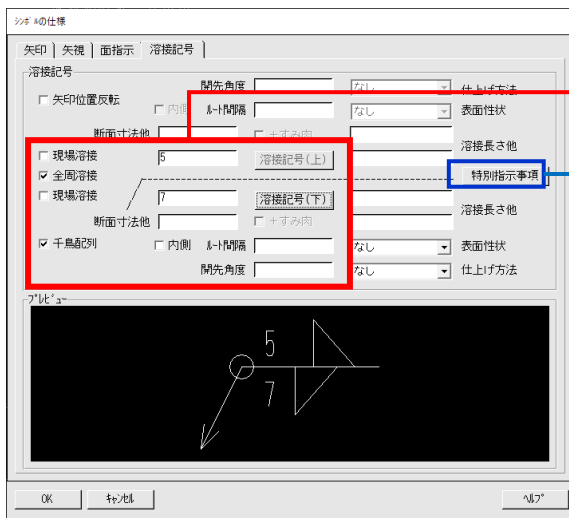 ｼﾝﾎﾞﾙの仕様
矢印 矢視 面指示 溶接記号
溶接記号
開先角度 なし 仕上げ方法
矢印位置反転
内側 ﾙｰﾄ間隔 なし 表面性状
断面寸法他 +すみ肉
溶接長さ他
現場溶接 5 溶接記号(上)
全周溶接 特別指示事項
現場溶接 7 溶接記号(下)
溶接長さ他
断面寸法他 +すみ肉
千鳥配列 内側 ﾙｰﾄ間隔 なし 表面性状
開先角度 なし 仕上げ方法
ﾌﾟﾚﾋﾞｭｰ
5
7
OK ｷｬﾝｾﾙ ﾍﾙﾌﾟ